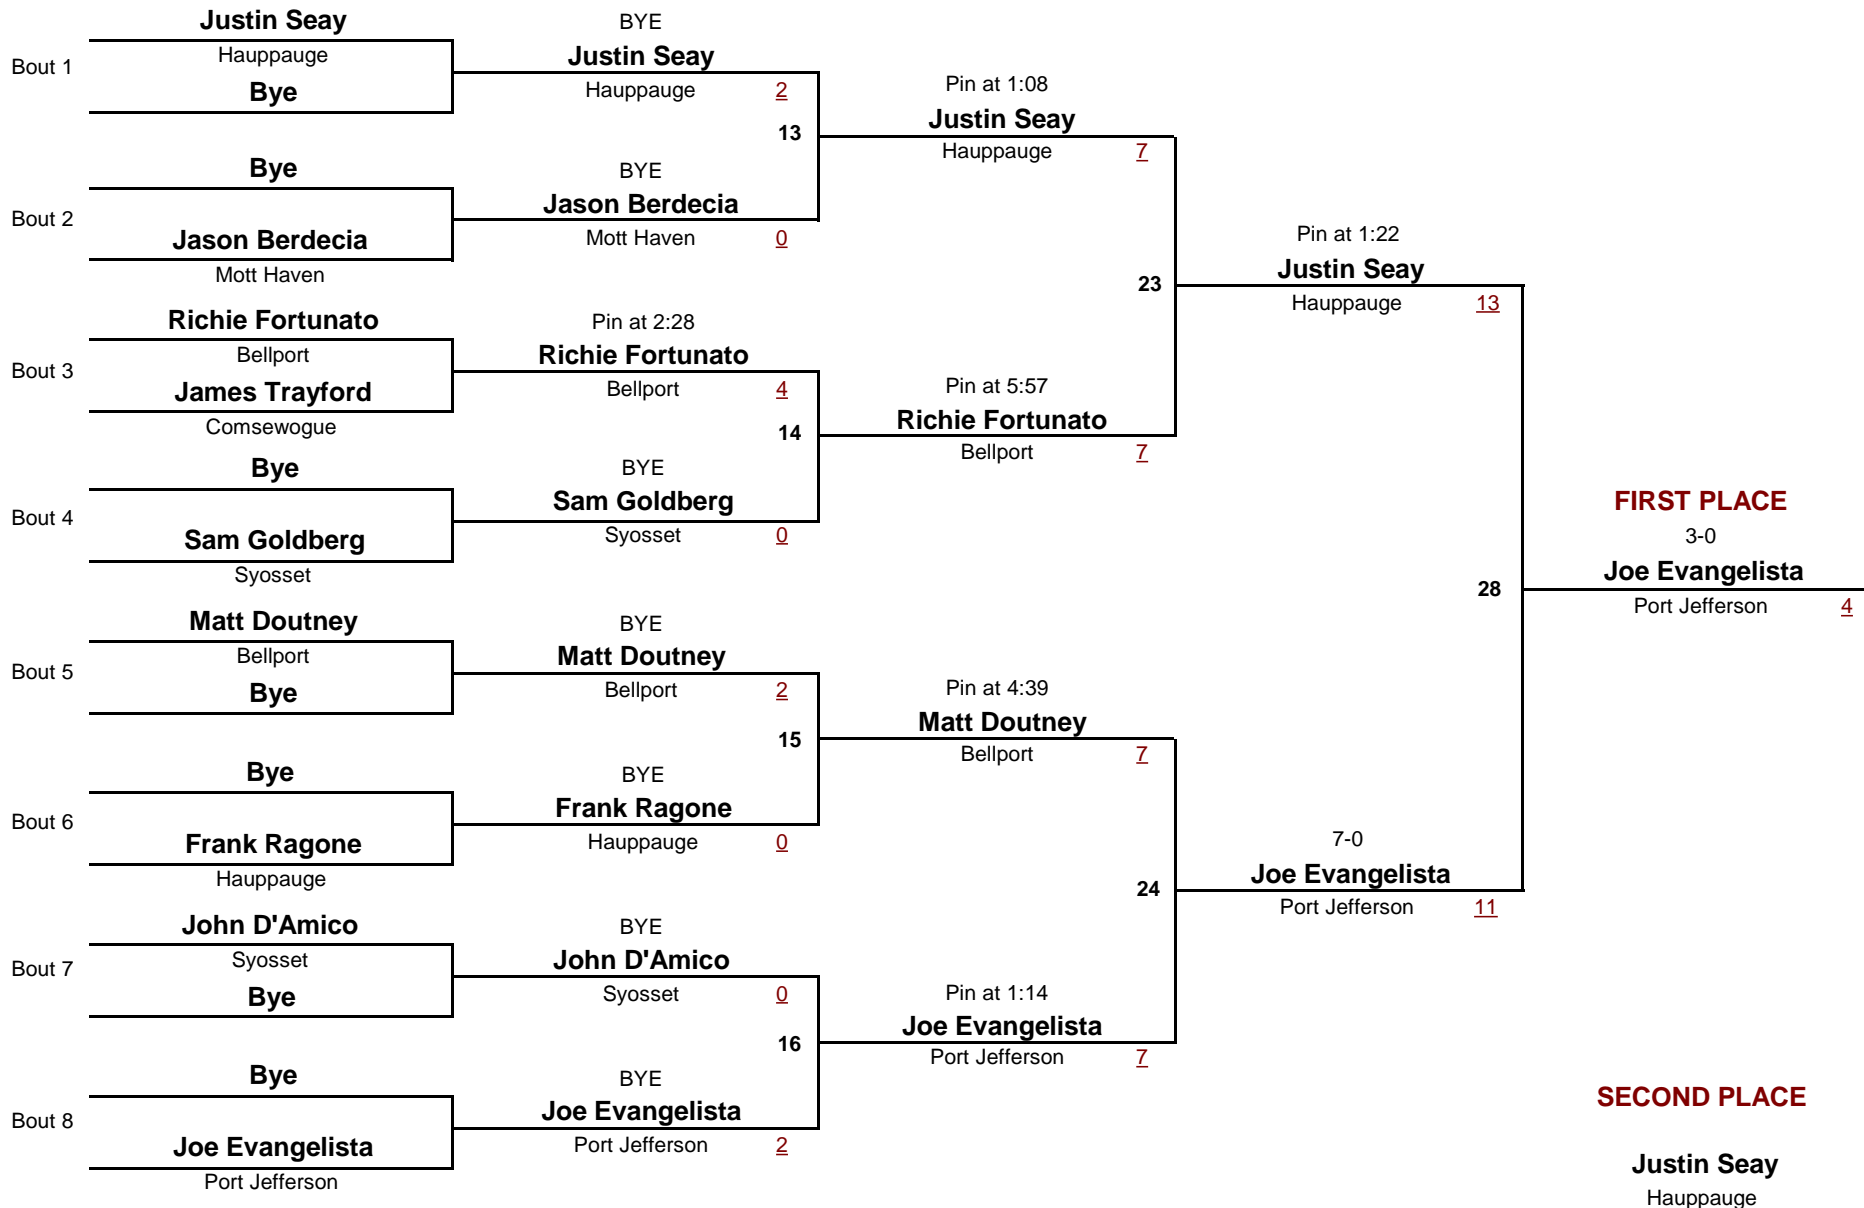 Justin Seay
Hauppauge
Bout 1
Bye
Bye
Bout 2
Jason Berdecia
Mott Haven
Richie Fortunato
Bellport
Bout 3
James Trayford
Comsewogue
Bye
Bout 4
Sam Goldberg
Syosset
Matt Doutney
Bellport
Bout 5
Bye
Bye
Bout 6
Frank Ragone
Hauppauge
John D'Amico
Syosset
Bout 7
Bye
Bye
Bout 8
Joe Evangelista
Port Jefferson
BYE
Justin Seay
Hauppauge 2
13
BYE
Jason Berdecia
Mott Haven 0
Pin at 2:28
Richie Fortunato
Bellport 4
14
BYE
Sam Goldberg
Syosset 0
BYE
Matt Doutney
Bellport 2
15
BYE
Frank Ragone
Hauppauge 0
BYE
John D'Amico
Syosset 0
16
BYE
Joe Evangelista
Port Jefferson 2
Pin at 1:08
Justin Seay
Hauppauge 7
23
Pin at 5:57
Richie Fortunato
Bellport 7
Pin at 4:39
Matt Doutney
Bellport 7
24
Pin at 1:14
Joe Evangelista
Port Jefferson 7
Pin at 1:22
Justin Seay
Hauppauge 13
28
7-0
Joe Evangelista
Port Jefferson 11
FIRST PLACE
3-0
Joe Evangelista
Port Jefferson 4
SECOND PLACE
Justin Seay
Hauppauge